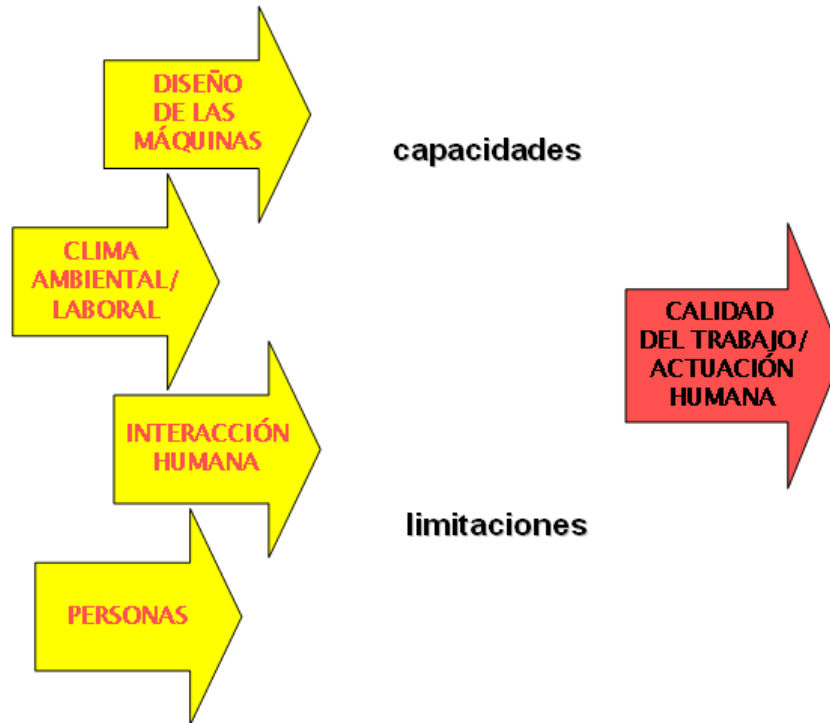 DISEÑO
DE LAS
MÁQUINAS
capacidades
CLIMA
AMBIENTAL/
LABORAL
CALIDAD
DEL TRABAJO/
ACTUACIÓN
HUMANA
INTERACCIÓN
HUMANA
limitaciones
PERSONAS